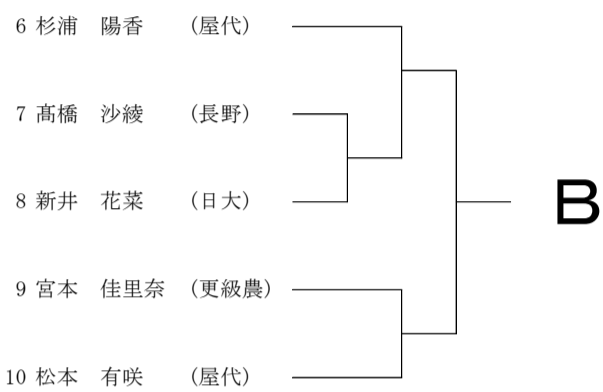 6 杉浦　陽香　（屋代）
7 髙橋　沙綾　（長野）
8 新井　花菜　（日大）
B
9 宮本　佳里奈　（更級農）
10 松本　有咲　（屋代）